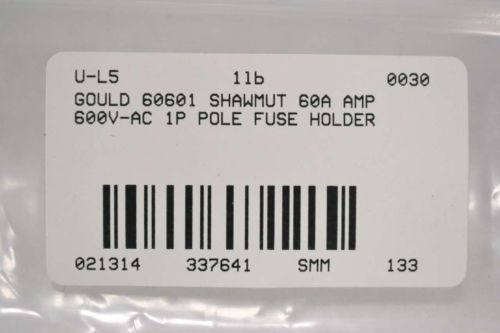 U-L5 1lb 0030
GOULD 60601 SHAWMUT 60A AMP
600V-AC 1P POLE FUSE HOLDER
021314 337641 SMM 133